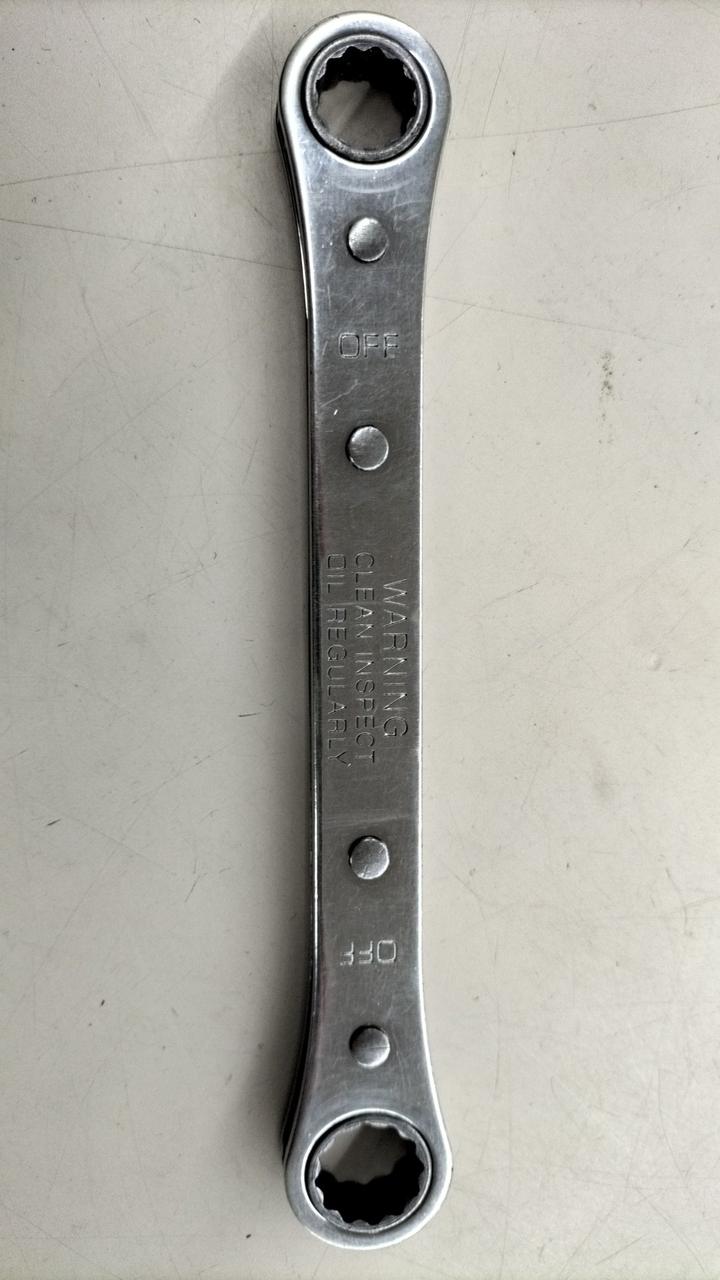 OFF
WARNING
CLEAN INSPECT
OIL REGULARLY
OFF